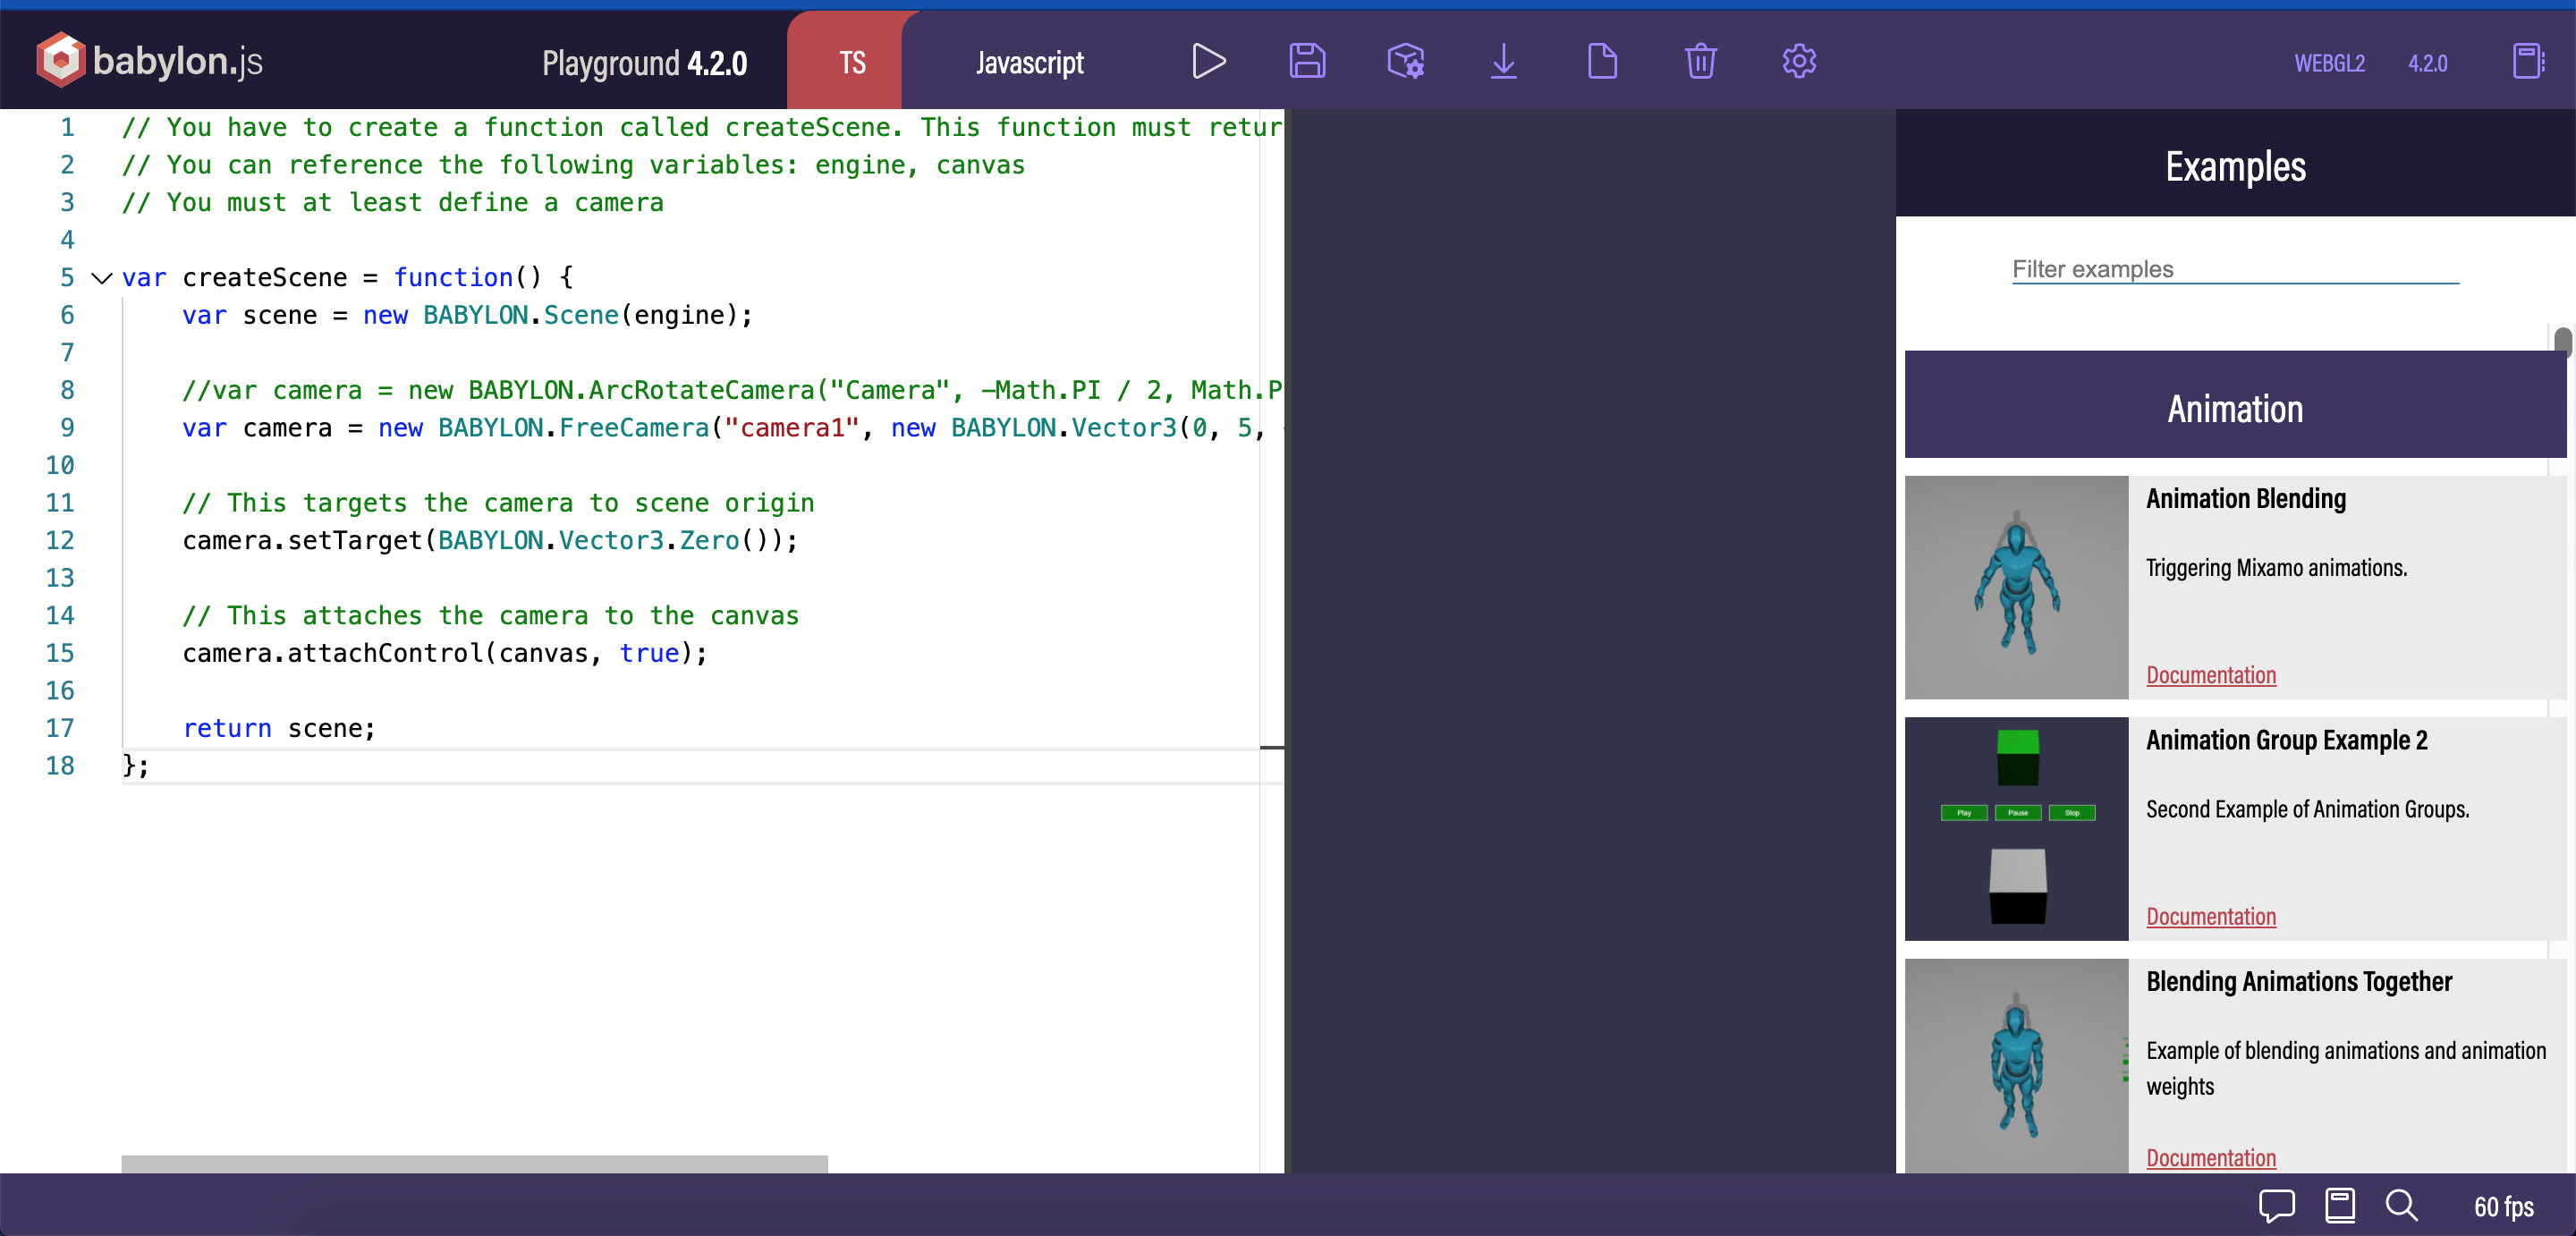 babylon.js
Playground 4.2.0
TS
Javascript
WEBGL2
4.2.0
1 // You have to create a function called createScene. This function must retur
2 // You can reference the following variables: engine, canvas
3 // You must at least define a camera
4
5 var createScene = function() {
6 var scene = new BABYLON.Scene(engine);
7
8 //var camera = new BABYLON.ArcRotateCamera("Camera", -Math.PI / 2, Math.P
9 var camera = new BABYLON.FreeCamera("camera1", new BABYLON.Vector3(0, 5,
10
11 // This targets the camera to scene origin
12 camera.setTarget(BABYLON.Vector3.Zero());
13
14 // This attaches the camera to the canvas
15 camera.attachControl(canvas, true);
16
17 return scene;
18 };
Examples
Filter examples
Animation
Animation Blending
Triggering Mixamo animations.
Documentation
Play Pause Stop
Animation Group Example 2
Second Example of Animation Groups.
Documentation
Blending Animations Together
Example of blending animations and animation
weights
Documentation
60 fps